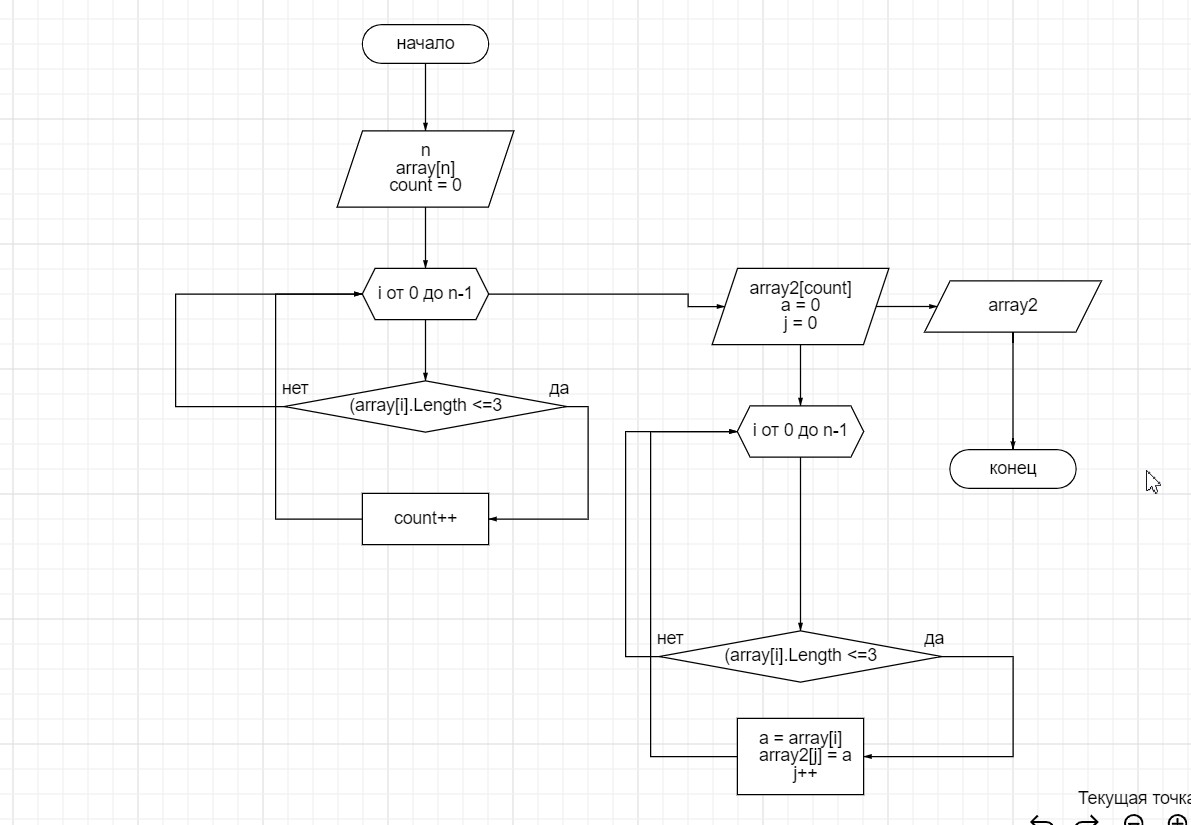 начало
n
array[n]
count = 0
i от 0 до n-1
нет
да
(array[i].Length <=3
count++
array2[count]
a = 0
j = 0
array2
i от 0 до n-1
конец
нет
да
(array[i].Length <=3
a = array[i]
array2[j] = a
j++
Текущая точка